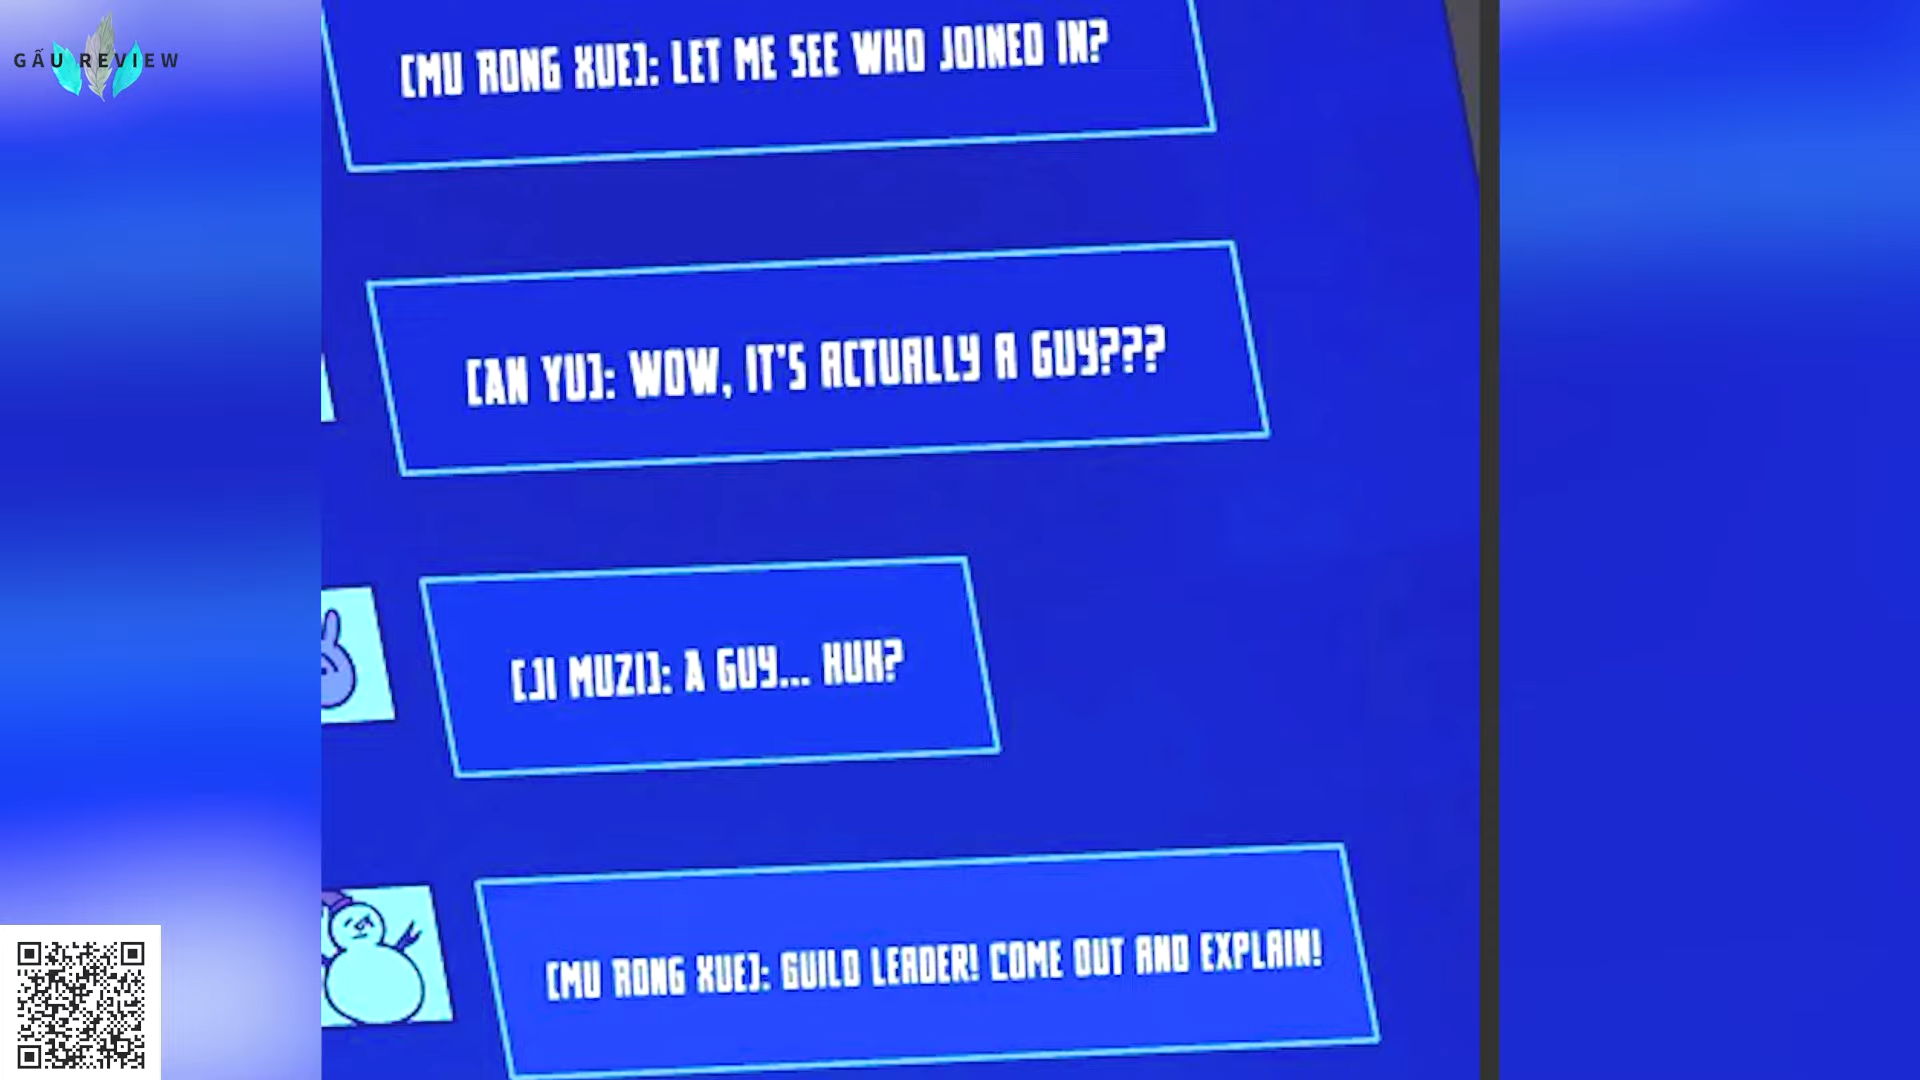 GẤU REVIEW
[MU RONG XUE]: LET ME SEE WHO JOINED IN?
[AN YU]: WOW, IT'S ACTUALLY A GUY???
[JI MUZI]: A GUY... HUH?
[MU RONG XUE]: GUILD LEADER! COME OUT AND EXPLAIN!